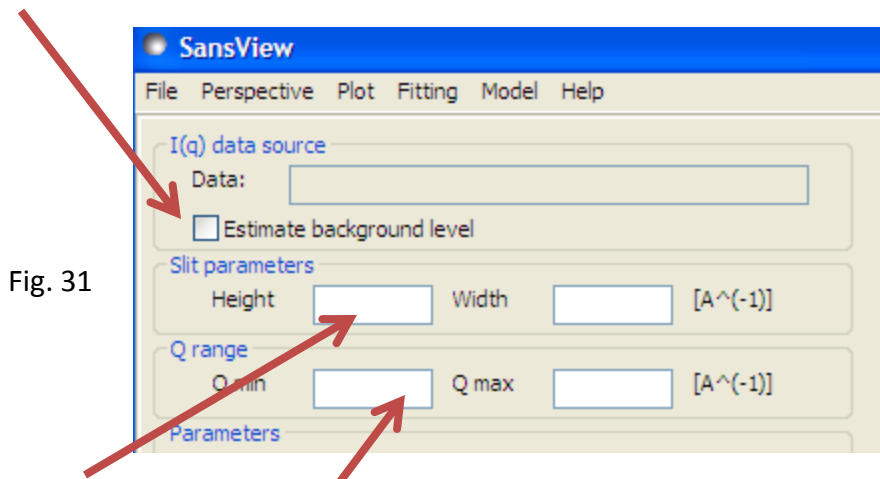 SansView
File Perspective Plot Fitting Model Help
I(q) data source
Data:
Estimate background level
Slit parameters
Height Width [A^(-1)]
Fig. 31
Q range
Q min Q max [A^(-1)]
Parameters